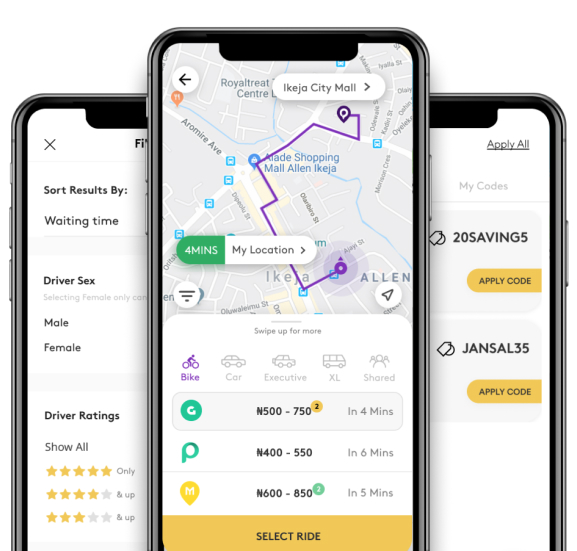 Fi
Sort Results By:
Waiting time
Driver Sex
Selecting Female only can
Male
Female
Driver Ratings
Show All
Only
& up
& up
Royaltreat
Centre
Ikeja City Mall >
Iyalla St
Aromire Ave
Alade Shopping
Mall Allen Ikeja
4MINS
My Location >
Ikeja
ALLEN
Oluwaleimu St
Swipe up for more
Bike
Car
Executive
XL
Shared
G
₦500 - 750 2
In 4 Mins
₦400 - 550
In 6 Mins
M
₦600 - 850 2
In 5 Mins
SELECT RIDE
Apply All
My Codes
20SAVING5
APPLY CODE
JANSAL35
APPLY CODE